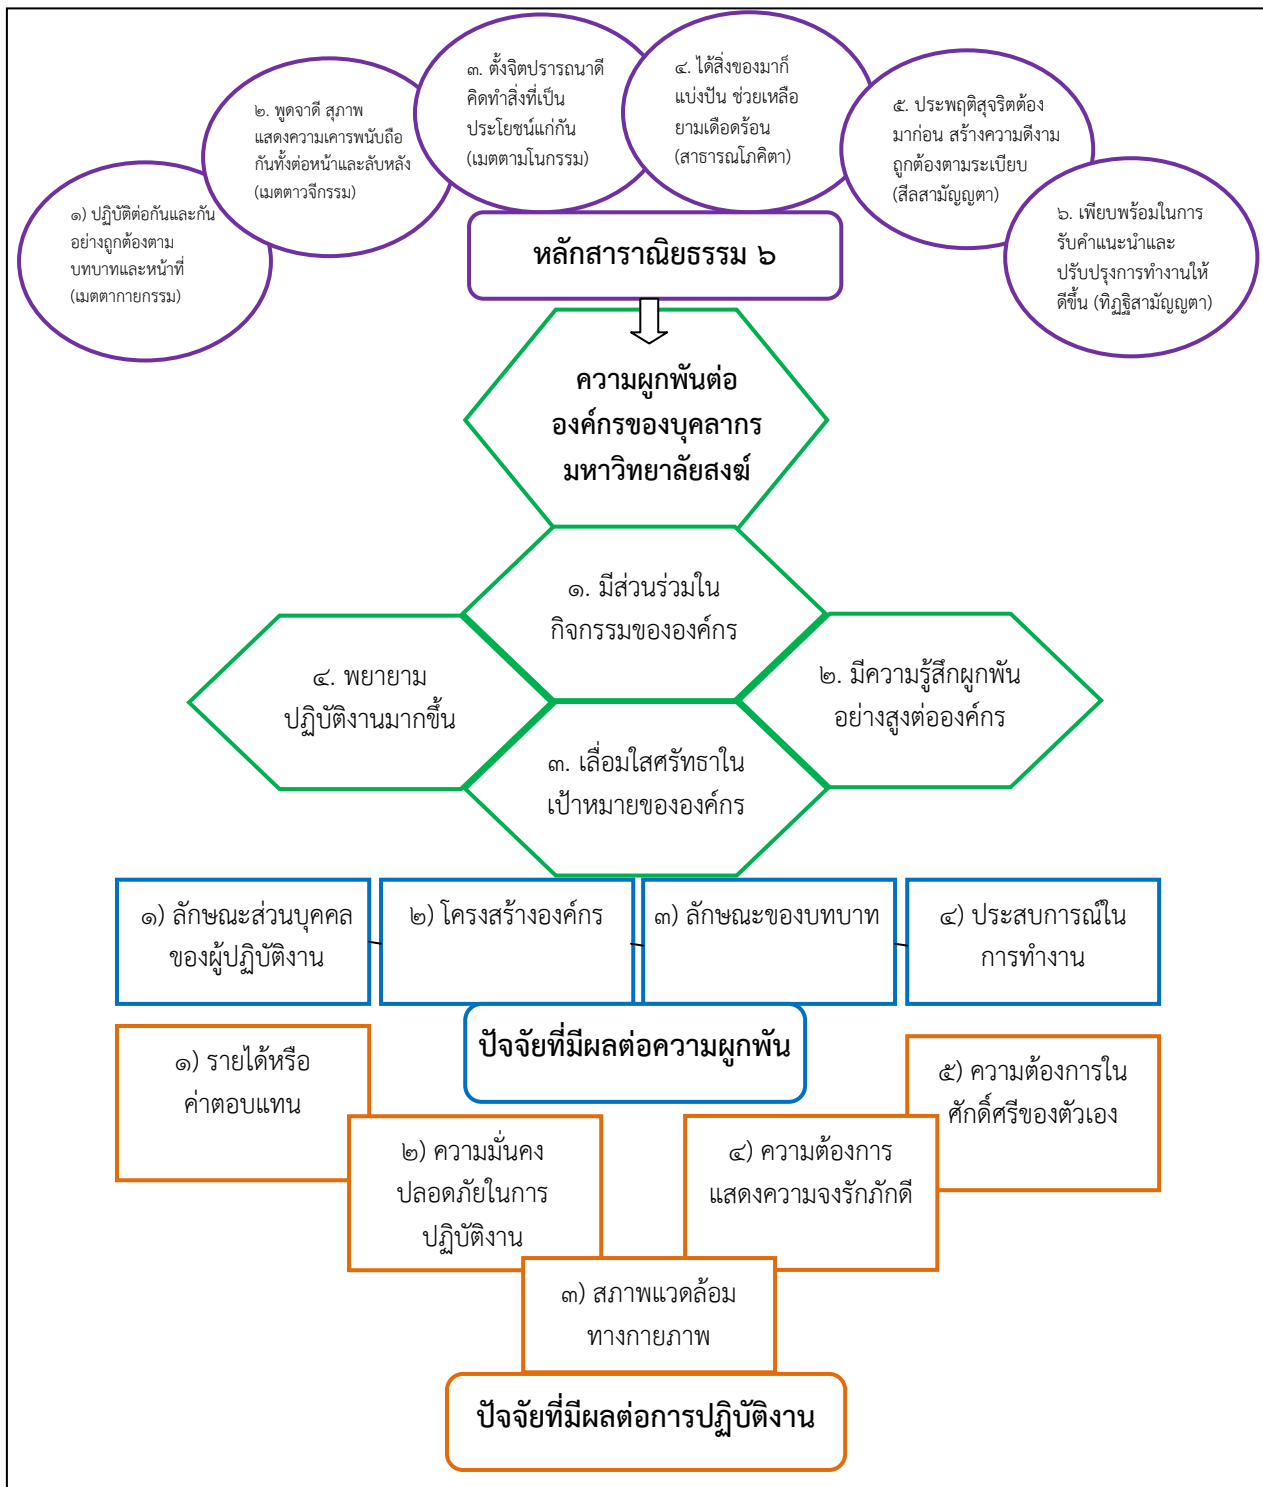 ๑) ปฏิบัติต่อกันและกัน
อย่างถูกต้องตาม
บทบาทและหน้าที่
(เมตตากายกรรม)
๒. พูดจาดี สุภาพ
แสดงความเคารพนับถือ
กันทั้งต่อหน้าและลับหลัง
(เมตตาวจีกรรม)
๓. ตั้งจิตปรารถนาดี
คิดทำสิ่งที่เป็น
ประโยชน์แก่กัน
(เมตตามโนกรรม)
๔. ได้สิ่งของมาก็
แบ่งปัน ช่วยเหลือ
ยามเดือดร้อน
(สาธารณโภคิตา)
๕. ประพฤติสุจริตต้อง
มาก่อน สร้างความดีงาม
ถูกต้องตามระเบียบ
(สีลสามัญญตา)
๖. เพียบพร้อมในการ
รับคำแนะนำและ
ปรับปรุงการทำงานให้
ดีขึ้น (ทิฏฐิสามัญญตา)
หลักสาราณียธรรม ๖
ความผูกพันต่อ
องค์กรของบุคลากร
มหาวิทยาลัยสงฆ์
๑. มีส่วนร่วมใน
กิจกรรมขององค์กร
๒. มีความรู้สึกผูกพัน
อย่างสูงต่อองค์กร
๓. เลื่อมใสศรัทธาใน
เป้าหมายขององค์กร
๔. พยายาม
ปฏิบัติงานมากขึ้น
๑) ลักษณะส่วนบุคคล
ของผู้ปฏิบัติงาน
๒) โครงสร้างองค์กร
๓) ลักษณะของบทบาท
๔) ประสบการณ์ใน
การทำงาน
ปัจจัยที่มีผลต่อความผูกพัน
๑) รายได้หรือ
ค่าตอบแทน
๒) ความมั่นคง
ปลอดภัยในการ
ปฏิบัติงาน
๓) สภาพแวดล้อม
ทางกายภาพ
๔) ความต้องการ
แสดงความจงรักภักดี
๕) ความต้องการใน
ศักดิ์ศรีของตัวเอง
ปัจจัยที่มีผลต่อการปฏิบัติงาน